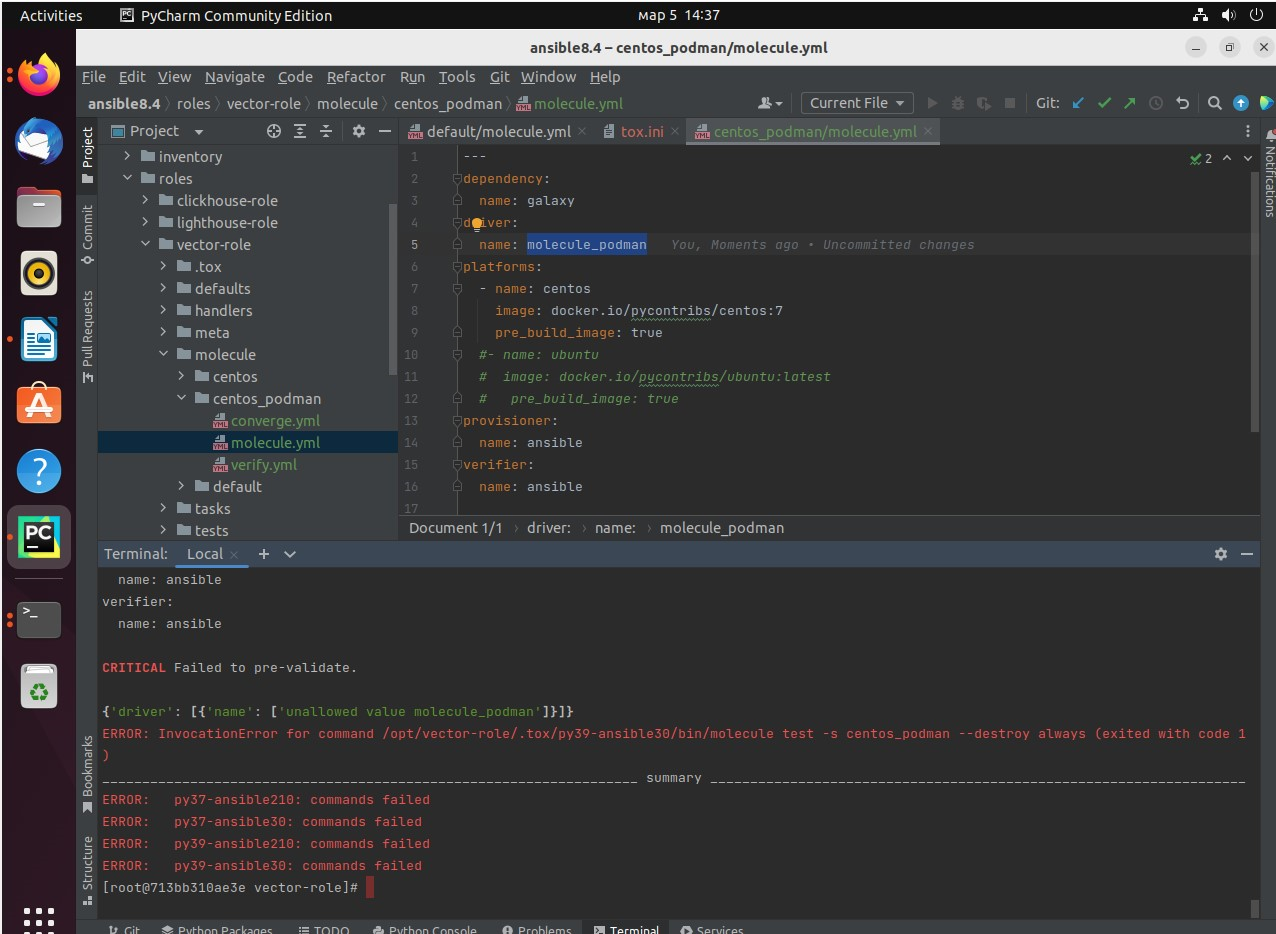 Activities PyCharm Community Edition мар 5 14:37
ansible8.4 – centos_podman/molecule.yml
File Edit View Navigate Code Refactor Run Tools Git Window Help
ansible8.4 roles vector-role molecule centos_podman molecule.yml Current File Git:
Project
default/molecule.yml tox.ini centos_podman/molecule.yml
Project
Commit
Pull Requests
Bookmarks
Structure
Notifications
inventory
roles
clickhouse-role
lighthouse-role
vector-role
.tox
defaults
handlers
meta
molecule
centos
centos_podman
converge.yml
molecule.yml
verify.yml
default
tasks
tests
2
1 ---
2 dependency:
3 name: galaxy
4 driver:
5 name: molecule_podman You, Moments ago • Uncommitted changes
6 platforms:
7 - name: centos
8 image: docker.io/pycontribs/centos:7
9 pre_build_image: true
10 #- name: ubuntu
11 # image: docker.io/pycontribs/ubuntu:latest
12 # pre_build_image: true
13 provisioner:
14 name: ansible
15 verifier:
16 name: ansible
17
Document 1/1 driver: name: molecule_podman
Terminal: Local
name: ansible
verifier:
name: ansible
CRITICAL Failed to pre-validate.
{'driver': [{'name': ['unallowed value molecule_podman']}]}
ERROR: InvocationError for command /opt/vector-role/.tox/py39-ansible30/bin/molecule test -s centos_podman --destroy always (exited with code 1
)
___________________________________ summary ___________________________________
ERROR: py37-ansible210: commands failed
ERROR: py37-ansible30: commands failed
ERROR: py39-ansible210: commands failed
ERROR: py39-ansible30: commands failed
[root@713bb310ae3e vector-role]#
Git Python Packages TODO Python Console Problems Terminal Services